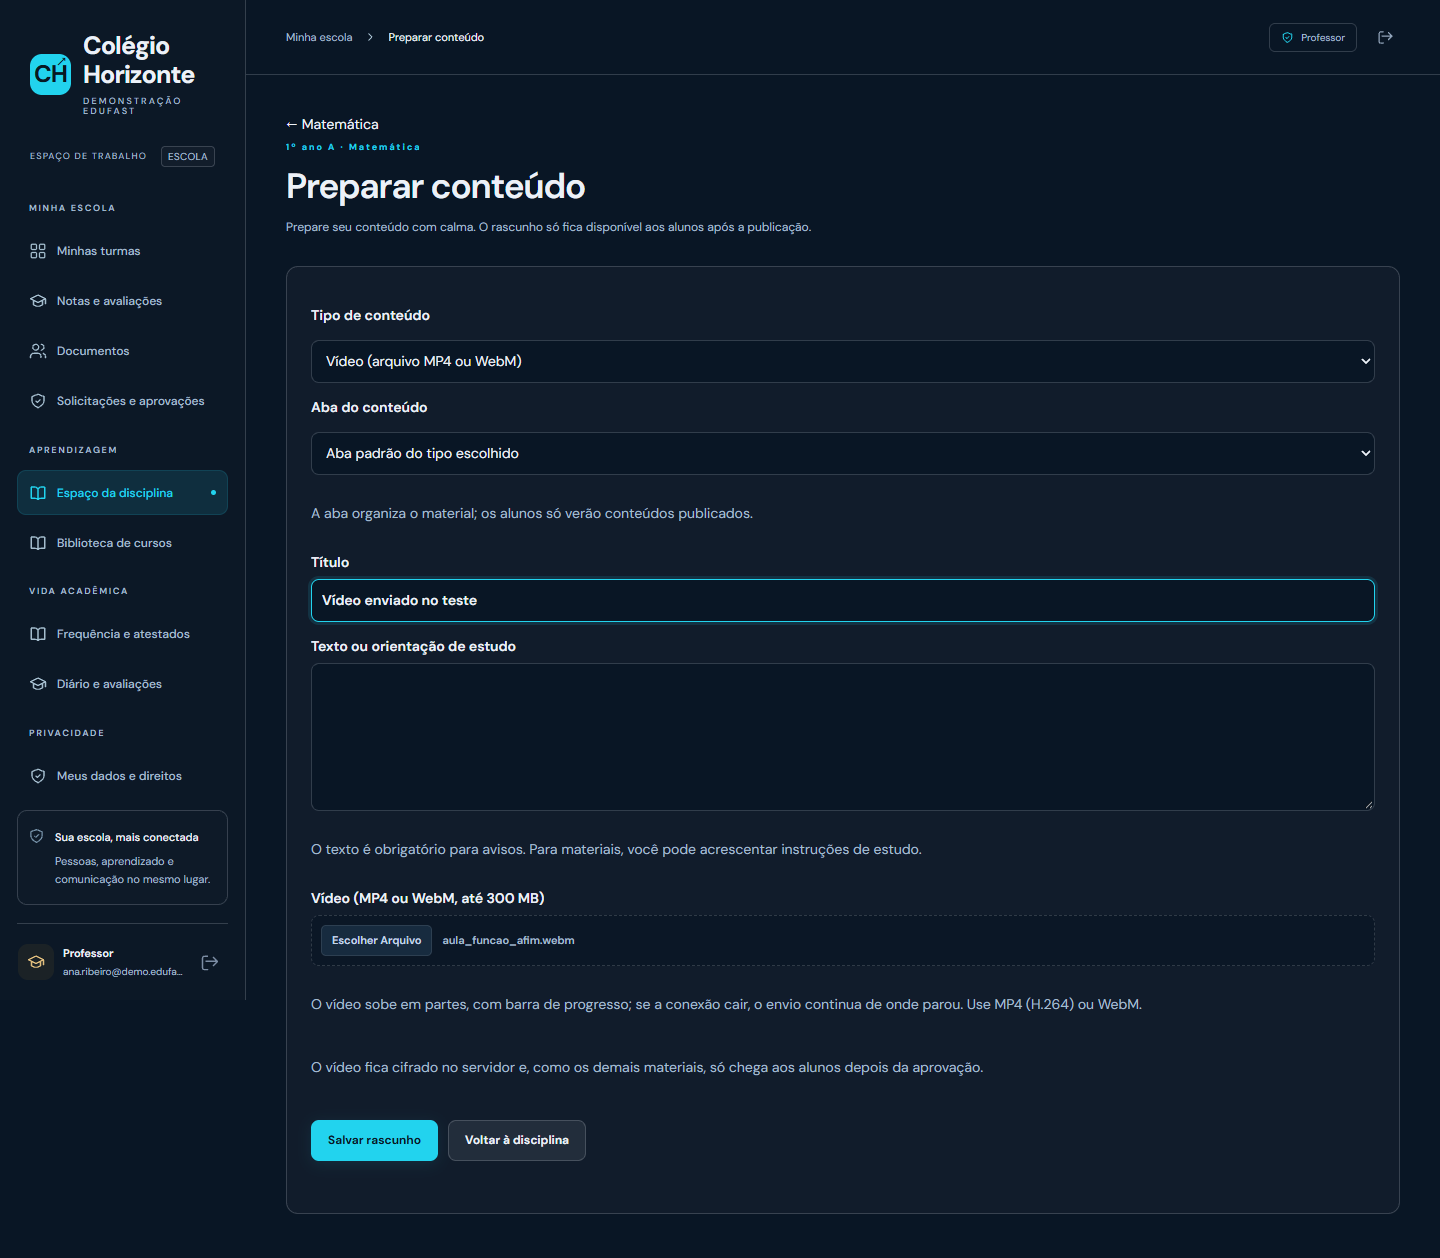 CH
Colégio
Horizonte
DEMONSTRAÇÃO
EDUFAST
ESPAÇO DE TRABALHO
ESCOLA
MINHA ESCOLA
Minhas turmas
Notas e avaliações
Documentos
Solicitações e aprovações
APRENDIZAGEM
Espaço da disciplina
Biblioteca de cursos
VIDA ACADÊMICA
Frequência e atestados
Diário e avaliações
PRIVACIDADE
Meus dados e direitos
Sua escola, mais conectada
Pessoas, aprendizado e
comunicação no mesmo lugar.
Professor
ana.ribeiro@demo.edufa...
Minha escola > Preparar conteúdo
Professor
← Matemática
1º ano A · Matemática
Preparar conteúdo
Prepare seu conteúdo com calma. O rascunho só fica disponível aos alunos após a publicação.
Tipo de conteúdo
Vídeo (arquivo MP4 ou WebM)
Aba do conteúdo
Aba padrão do tipo escolhido
A aba organiza o material; os alunos só verão conteúdos publicados.
Título
Vídeo enviado no teste
Texto ou orientação de estudo
O texto é obrigatório para avisos. Para materiais, você pode acrescentar instruções de estudo.
Vídeo (MP4 ou WebM, até 300 MB)
Escolher Arquivo aula_funcao_afim.webm
O vídeo sobe em partes, com barra de progresso; se a conexão cair, o envio continua de onde parou. Use MP4 (H.264) ou WebM.
O vídeo fica cifrado no servidor e, como os demais materiais, só chega aos alunos depois da aprovação.
Salvar rascunho
Voltar à disciplina